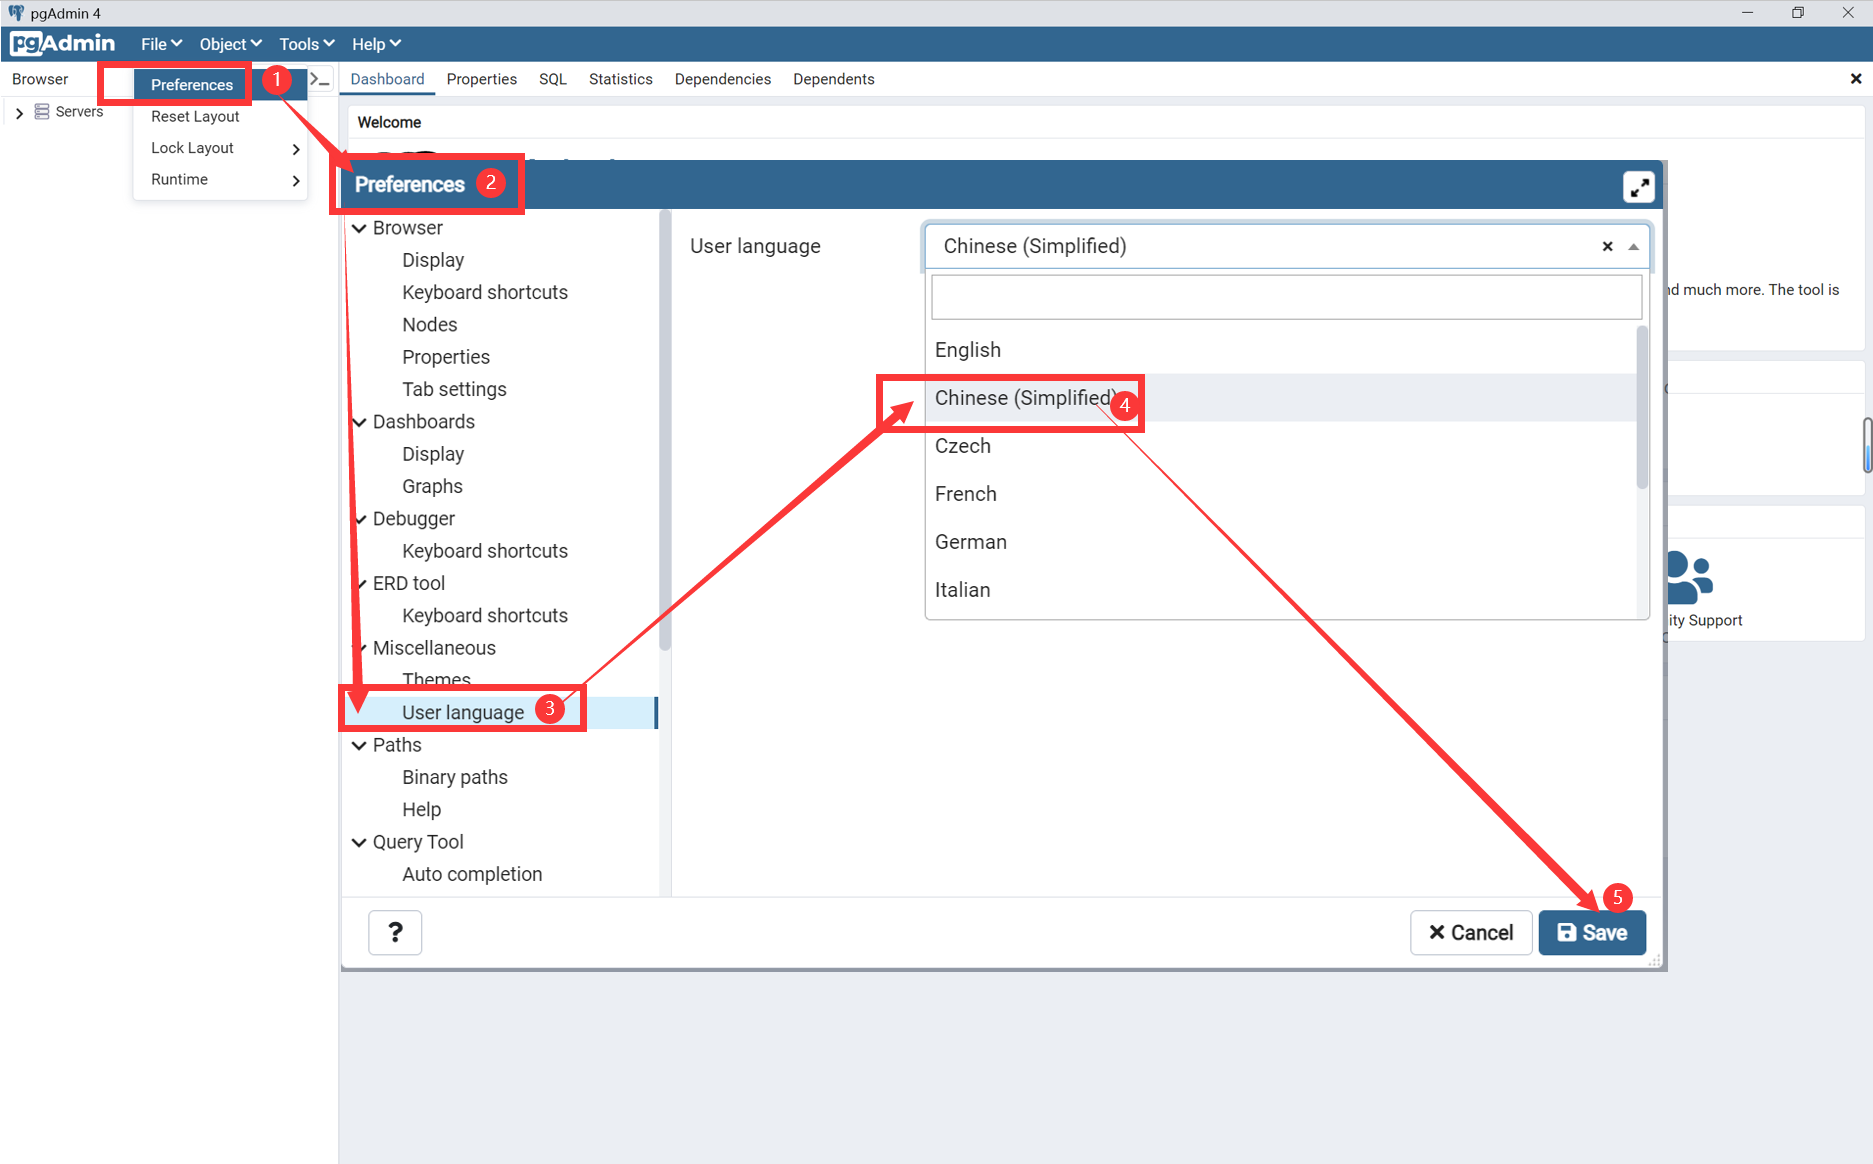 pgAdmin 4
pgAdmin File Object Tools Help
Browser
Dashboard Properties SQL Statistics Dependencies Dependents
Servers
Preferences 1
Reset Layout
Lock Layout
Runtime
Welcome
Preferences 2
Browser
Display
Keyboard shortcuts
Nodes
Properties
Tab settings
Dashboards
Display
Graphs
Debugger
Keyboard shortcuts
ERD tool
Keyboard shortcuts
Miscellaneous
Themes
User language 3
Paths
Binary paths
Help
Query Tool
Auto completion
User language
Chinese (Simplified)
English
Chinese (Simplified) 4
Czech
French
German
Italian
nd much more. The tool is
ity Support
?
Cancel
5
Save